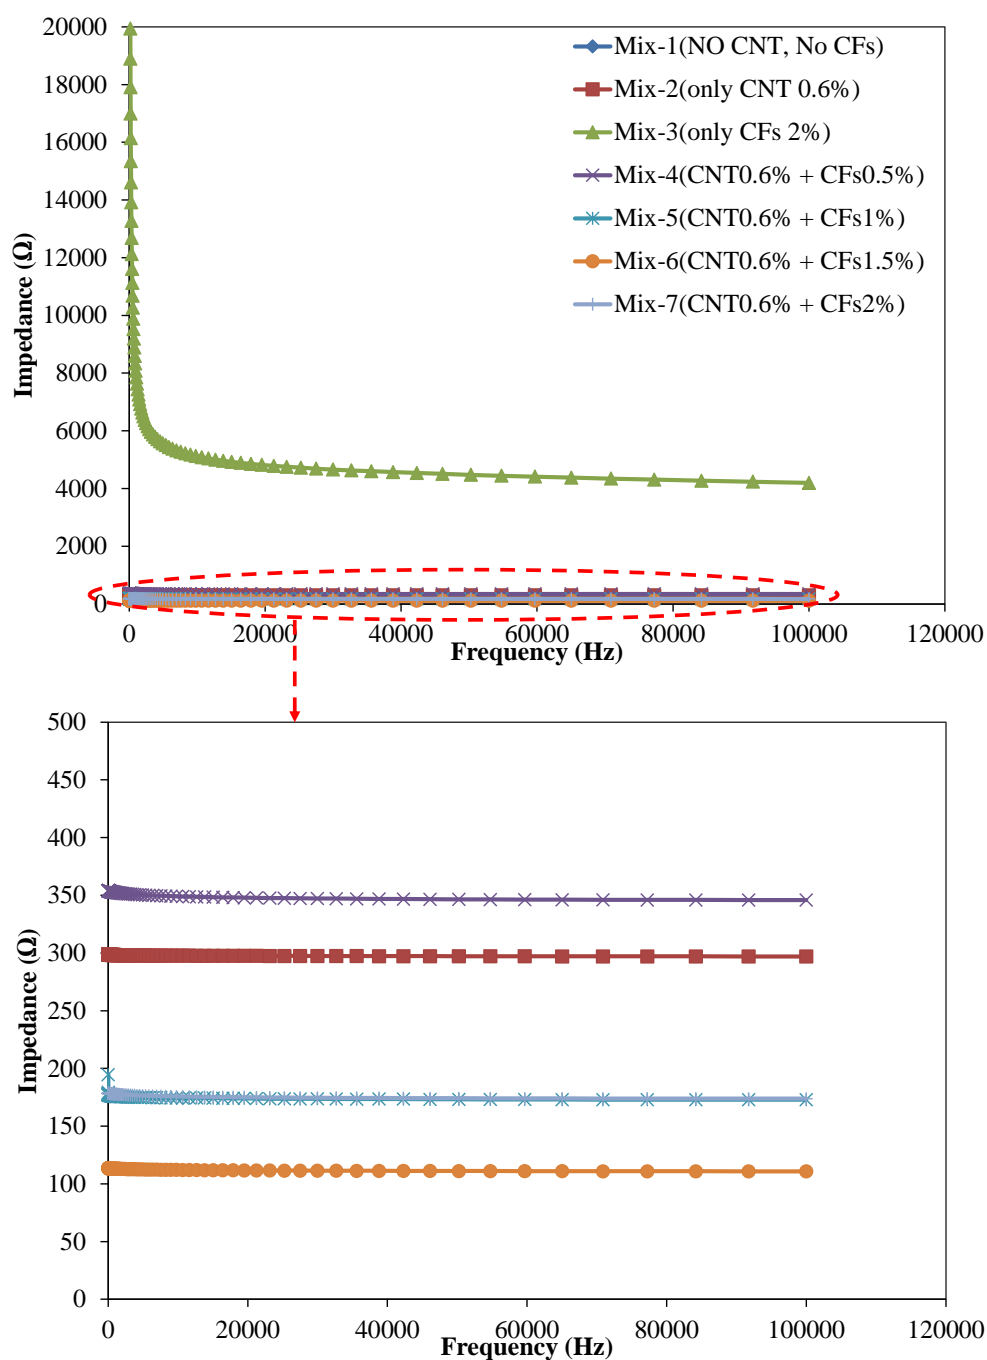 20000
18000
16000
14000
12000
10000
8000
6000
4000
2000
0
Impedance (Ω)
Mix-1(NO CNT, No CFs)
Mix-2(only CNT 0.6%)
Mix-3(only CFs 2%)
Mix-4(CNT0.6% + CFs0.5%)
Mix-5(CNT0.6% + CFs1%)
Mix-6(CNT0.6% + CFs1.5%)
Mix-7(CNT0.6% + CFs2%)
0 20000 40000 60000 80000 100000 120000
Frequency (Hz)
500
450
400
350
300
250
200
150
100
50
0
Impedance (Ω)
0 20000 40000 60000 80000 100000 120000
Frequency (Hz)